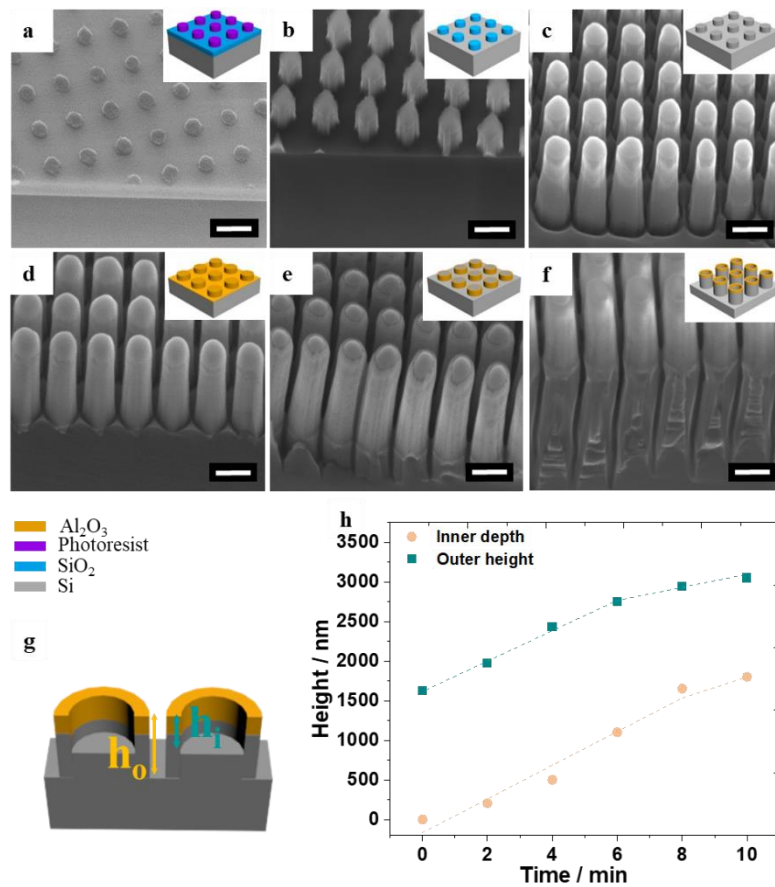 a
b
c
d
e
f
Al₂O₃
Photoresist
SiO₂
Si
g
hₒ
hᵢ
h
Inner depth
Outer height
3500
3000
2500
2000
1500
1000
500
0
Height / nm
0 2 4 6 8 10
Time / min